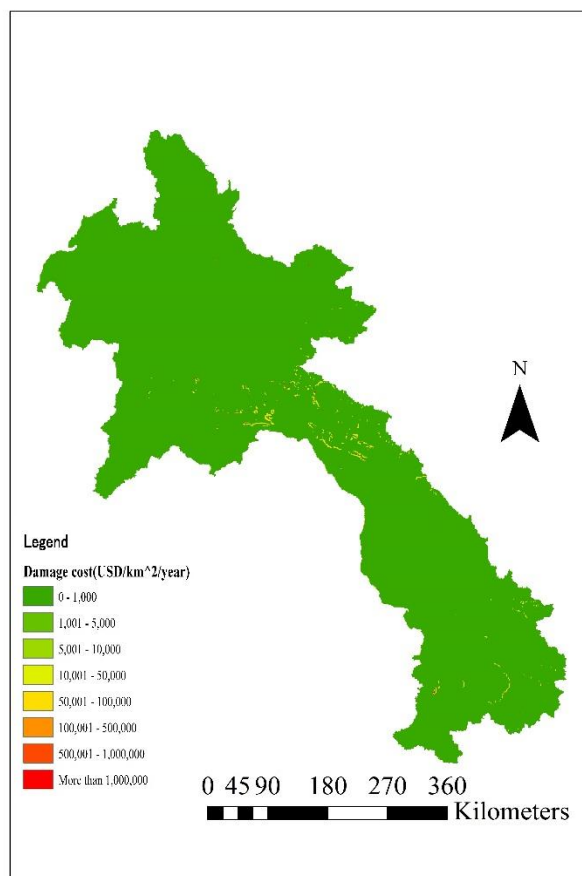 N
Legend
Damage cost(USD/km^2/year)
0 - 1,000
1,001 - 5,000
5,001 - 10,000
10,001 - 50,000
50,001 - 100,000
100,001 - 500,000
500,001 - 1,000,000
More than 1,000,000
0 45 90 180 270 360
Kilometers